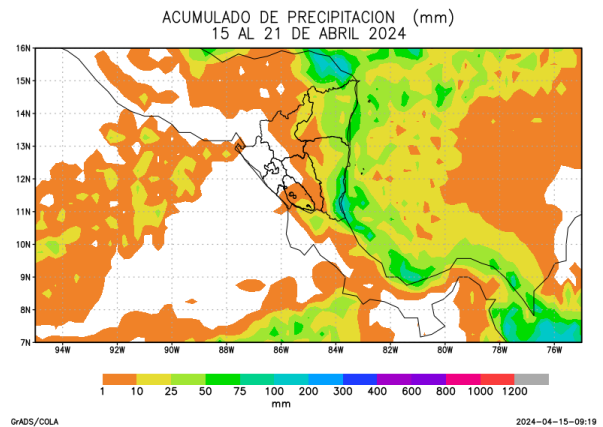 ACUMULADO DE PRECIPITACION (mm)
15 AL 21 DE ABRIL 2024
16N
15N
14N
13N
12N
11N
10N
9N
8N
7N
94W 92W 90W 88W 86W 84W 82W 80W 78W 76W
1 10 25 50 75 100 200 300 400 800 1000 1200
mm
GrADS/COLA 2024-04-15-09:19